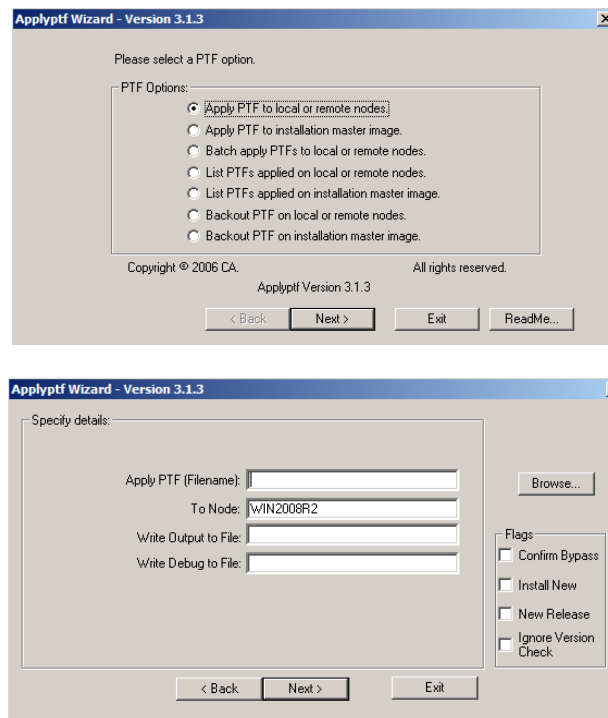 Applyptf Wizard - Version 3.1.3
Please select a PTF option.
PTF Options:
Apply PTF to local or remote nodes.
Apply PTF to installation master image.
Batch apply PTFs to local or remote nodes.
List PTFs applied on local or remote nodes.
List PTFs applied on installation master image.
Backout PTF on local or remote nodes.
Backout PTF on installation master image.
Copyright © 2006 CA. All rights reserved.
Applyptf Version 3.1.3
< Back Next > Exit ReadMe...
Applyptf Wizard - Version 3.1.3
Specify details:
Apply PTF (Filename): Browse...
To Node: WIN2008R2
Write Output to File:
Write Debug to File:
Flags
Confirm Bypass
Install New
New Release
Ignore Version
Check
< Back Next > Exit